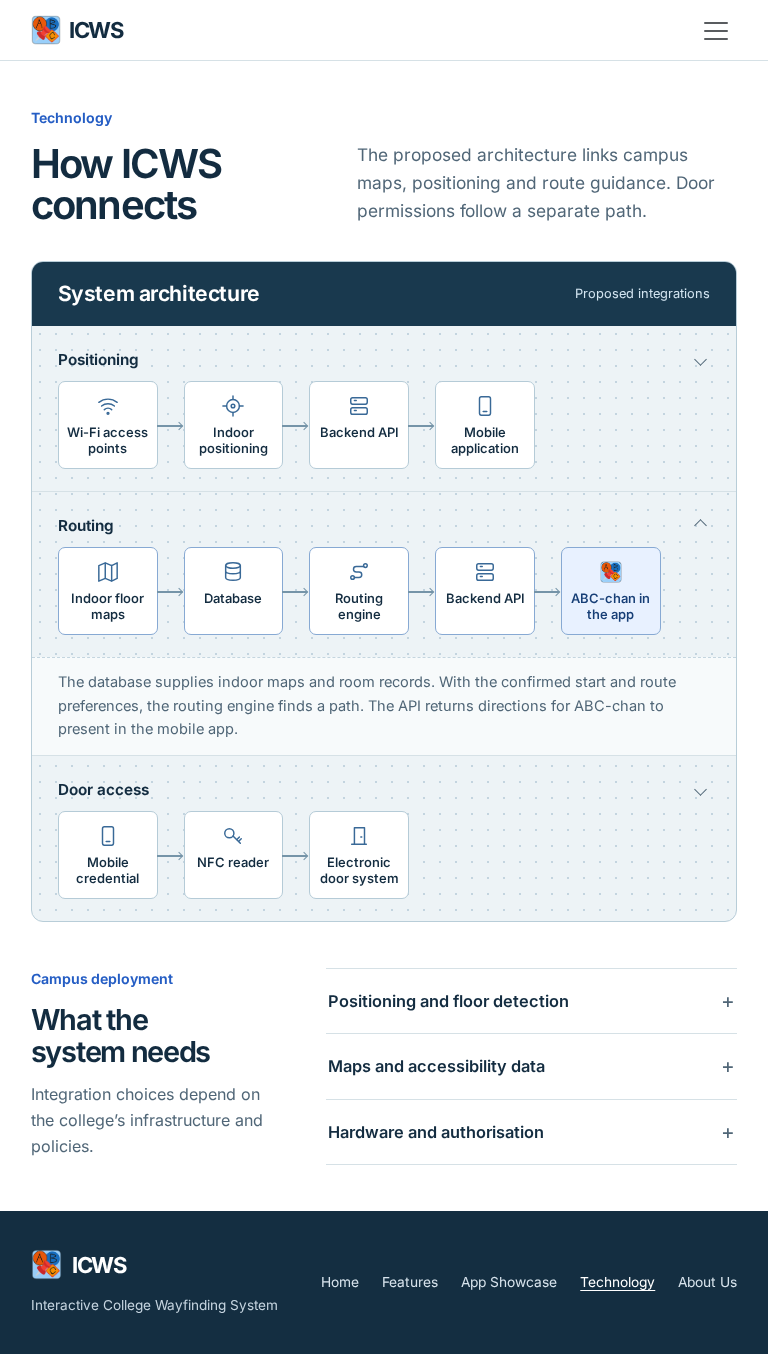 ICWS
Technology
How ICWS
connects
The proposed architecture links campus
maps, positioning and route guidance. Door
permissions follow a separate path.
System architecture
Proposed integrations
Positioning
Wi-Fi access
points
Indoor
positioning
Backend API
Mobile
application
Routing
Indoor floor
maps
Database
Routing
engine
Backend API
ABC-chan in
the app
The database supplies indoor maps and room records. With the confirmed start and route
preferences, the routing engine finds a path. The API returns directions for ABC-chan to
present in the mobile app.
Door access
Mobile
credential
NFC reader
Electronic
door system
Campus deployment
What the
system needs
Integration choices depend on
the college’s infrastructure and
policies.
Positioning and floor detection
+
Maps and accessibility data
+
Hardware and authorisation
+
ICWS
Interactive College Wayfinding System
Home
Features
App Showcase
Technology
About Us